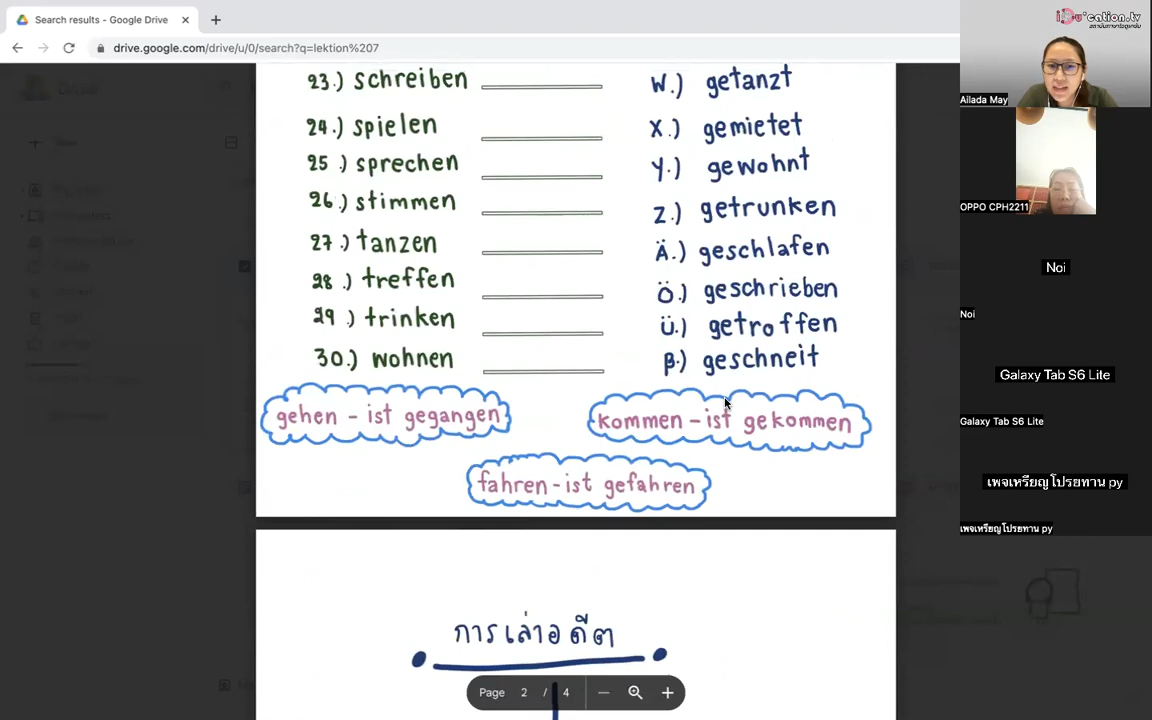 Search results - Google Drive
drive.google.com/drive/u/0/search?q=lektion%207
iEducation.tv
Ailada May
OPPO CPH2211
Noi
Noi
Galaxy Tab S6 Lite
Galaxy Tab S6 Lite
เพจเหรียญโปรยทาน py
เพจเหรียญโปรยทาน py
23.) schreiben W.) getanzt
24.) spielen X.) gemietet
25.) sprechen Y.) gewohnt
26.) stimmen Z.) getrunken
27.) tanzen Ä.) geschlafen
28.) treffen Ö.) geschrieben
29.) trinken Ü.) getroffen
30.) wohnen β.) geschneit
gehen - ist gegangen
kommen - ist gekommen
fahren - ist gefahren
การเล่าอดีต
Page 2 / 4